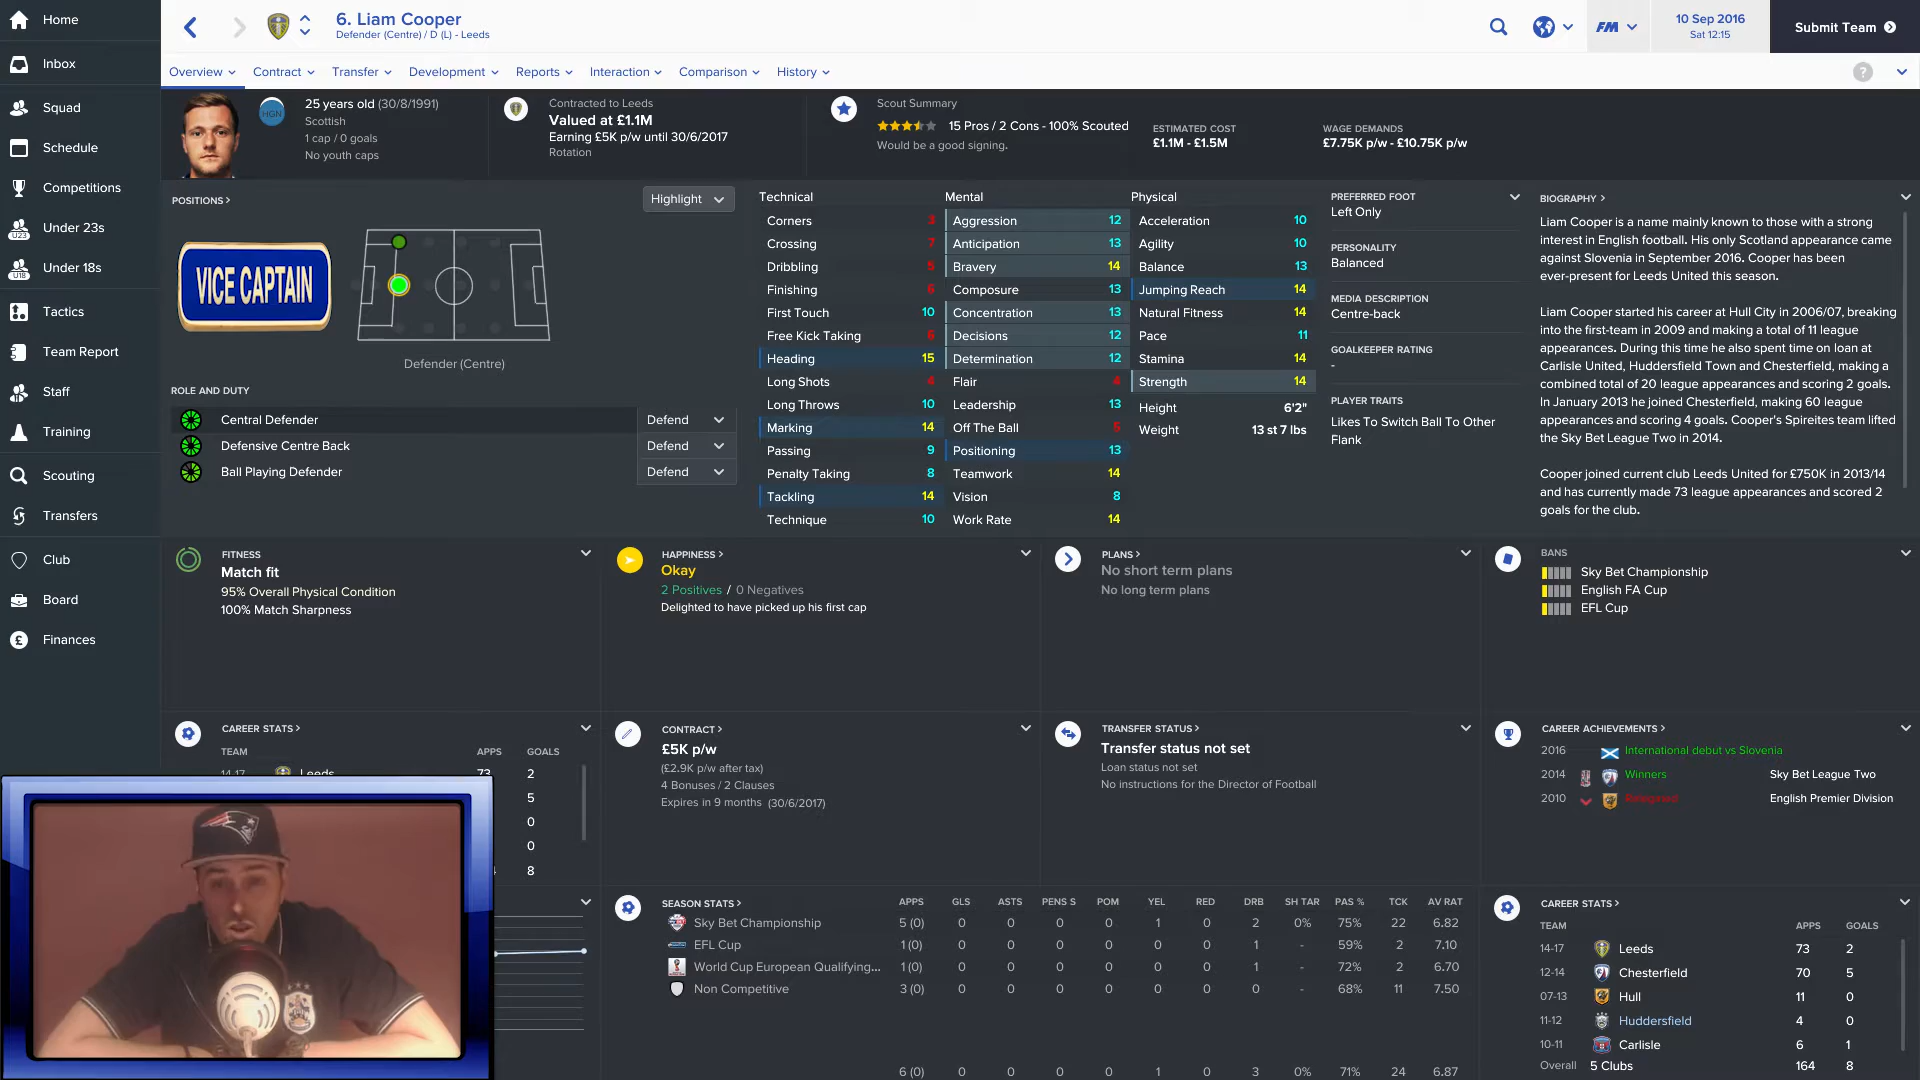 Home
Inbox
Squad
Schedule
Competitions
Under 23s
Under 18s
Tactics
Team Report
Staff
Training
Scouting
Transfers
Club
Board
Finances
6. Liam Cooper
Defender (Centre) / D (L) - Leeds
FM
10 Sep 2016
Sat 12:15
Submit Team
Overview Contract Transfer Development Reports Interaction Comparison History ?
HGN
25 years old (30/8/1991)
Scottish
1 cap / 0 goals
No youth caps
Contracted to Leeds
Valued at £1.1M
Earning £5K p/w until 30/6/2017
Rotation
Scout Summary
15 Pros / 2 Cons - 100% Scouted
Would be a good signing.
ESTIMATED COST
£1.1M - £1.5M
WAGE DEMANDS
£7.75K p/w - £10.75K p/w
POSITIONS >
Highlight
VICE CAPTAIN
Defender (Centre)
ROLE AND DUTY
Central Defender Defend
Defensive Centre Back Defend
Ball Playing Defender Defend
Technical
Corners 3
Crossing 7
Dribbling 5
Finishing 6
First Touch 10
Free Kick Taking 6
Heading 15
Long Shots 4
Long Throws 10
Marking 14
Passing 9
Penalty Taking 8
Tackling 14
Technique 10
Mental
Aggression 12
Anticipation 13
Bravery 14
Composure 13
Concentration 13
Decisions 12
Determination 12
Flair 4
Leadership 13
Off The Ball 5
Positioning 13
Teamwork 14
Vision 8
Work Rate 14
Physical
Acceleration 10
Agility 10
Balance 13
Jumping Reach 14
Natural Fitness 14
Pace 11
Stamina 14
Strength 14
Height 6'2"
Weight 13 st 7 lbs
PREFERRED FOOT
Left Only
PERSONALITY
Balanced
MEDIA DESCRIPTION
Centre-back
GOALKEEPER RATING
-
PLAYER TRAITS
Likes To Switch Ball To Other
Flank
BIOGRAPHY >
Liam Cooper is a name mainly known to those with a strong
interest in English football. His only Scotland appearance came
against Slovenia in September 2016. Cooper has been
ever-present for Leeds United this season.
Liam Cooper started his career at Hull City in 2006/07, breaking
into the first-team in 2009 and making a total of 11 league
appearances. During this time he also spent time on loan at
Carlisle United, Huddersfield Town and Chesterfield, making a
combined total of 20 league appearances and scoring 2 goals.
In January 2013 he joined Chesterfield, making 60 league
appearances and scoring 4 goals. Cooper's Spireites team lifted
the Sky Bet League Two in 2014.
Cooper joined current club Leeds United for £750K in 2013/14
and has currently made 73 league appearances and scored 2
goals for the club.
FITNESS
Match fit
95% Overall Physical Condition
100% Match Sharpness
HAPPINESS >
Okay
2 Positives / 0 Negatives
Delighted to have picked up his first cap
PLANS >
No short term plans
No long term plans
BANS
Sky Bet Championship
English FA Cup
EFL Cup
CAREER STATS >
TEAM APPS GOALS
14-17 Leeds 73 2
5
0
0
8
CONTRACT >
£5K p/w
(£2.9K p/w after tax)
4 Bonuses / 2 Clauses
Expires in 9 months (30/6/2017)
TRANSFER STATUS >
Transfer status not set
Loan status not set
No instructions for the Director of Football
CAREER ACHIEVEMENTS >
2016 International debut vs Slovenia
2014 Winners Sky Bet League Two
2010 Relegated English Premier Division
SEASON STATS > APPS GLS ASTS PENS S POM YEL RED DRB SH TAR PAS % TCK AV RAT
Sky Bet Championship 5 (0) 0 0 0 0 1 0 2 0% 75% 22 6.82
EFL Cup 1 (0) 0 0 0 0 0 0 1 - 59% 2 7.10
World Cup European Qualifying... 1 (0) 0 0 0 0 0 0 1 - 72% 2 6.70
Non Competitive 3 (0) 0 0 0 0 0 0 0 - 68% 11 7.50
6 (0) 0 0 0 0 1 0 3 0% 71% 24 6.87
CAREER STATS >
TEAM APPS GOALS
14-17 Leeds 73 2
12-14 Chesterfield 70 5
07-13 Hull 11 0
11-12 Huddersfield 4 0
10-11 Carlisle 6 1
Overall 5 Clubs 164 8